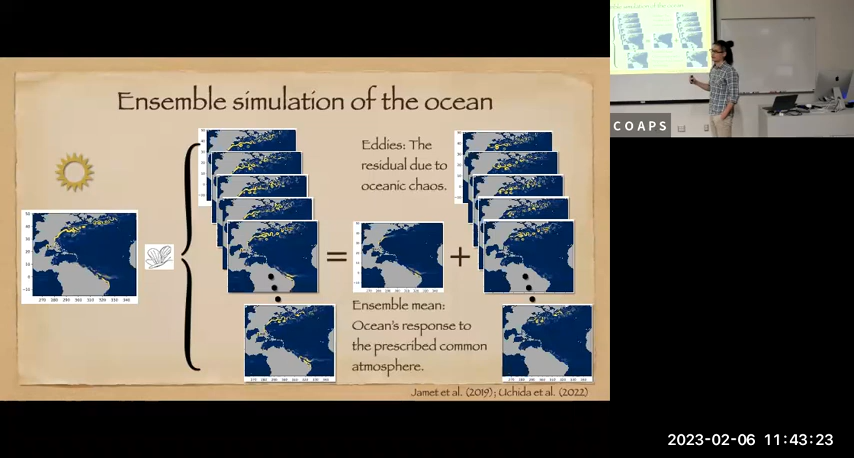 Ensemble simulation of the ocean
Eddies: The
residual due to
oceanic chaos.
=
+
Ensemble mean:
Ocean's response to
the prescribed common
atmosphere.
Jamet et al. (2019); Uchida et al. (2022)
COAPS
2023-02-06 11:43:23